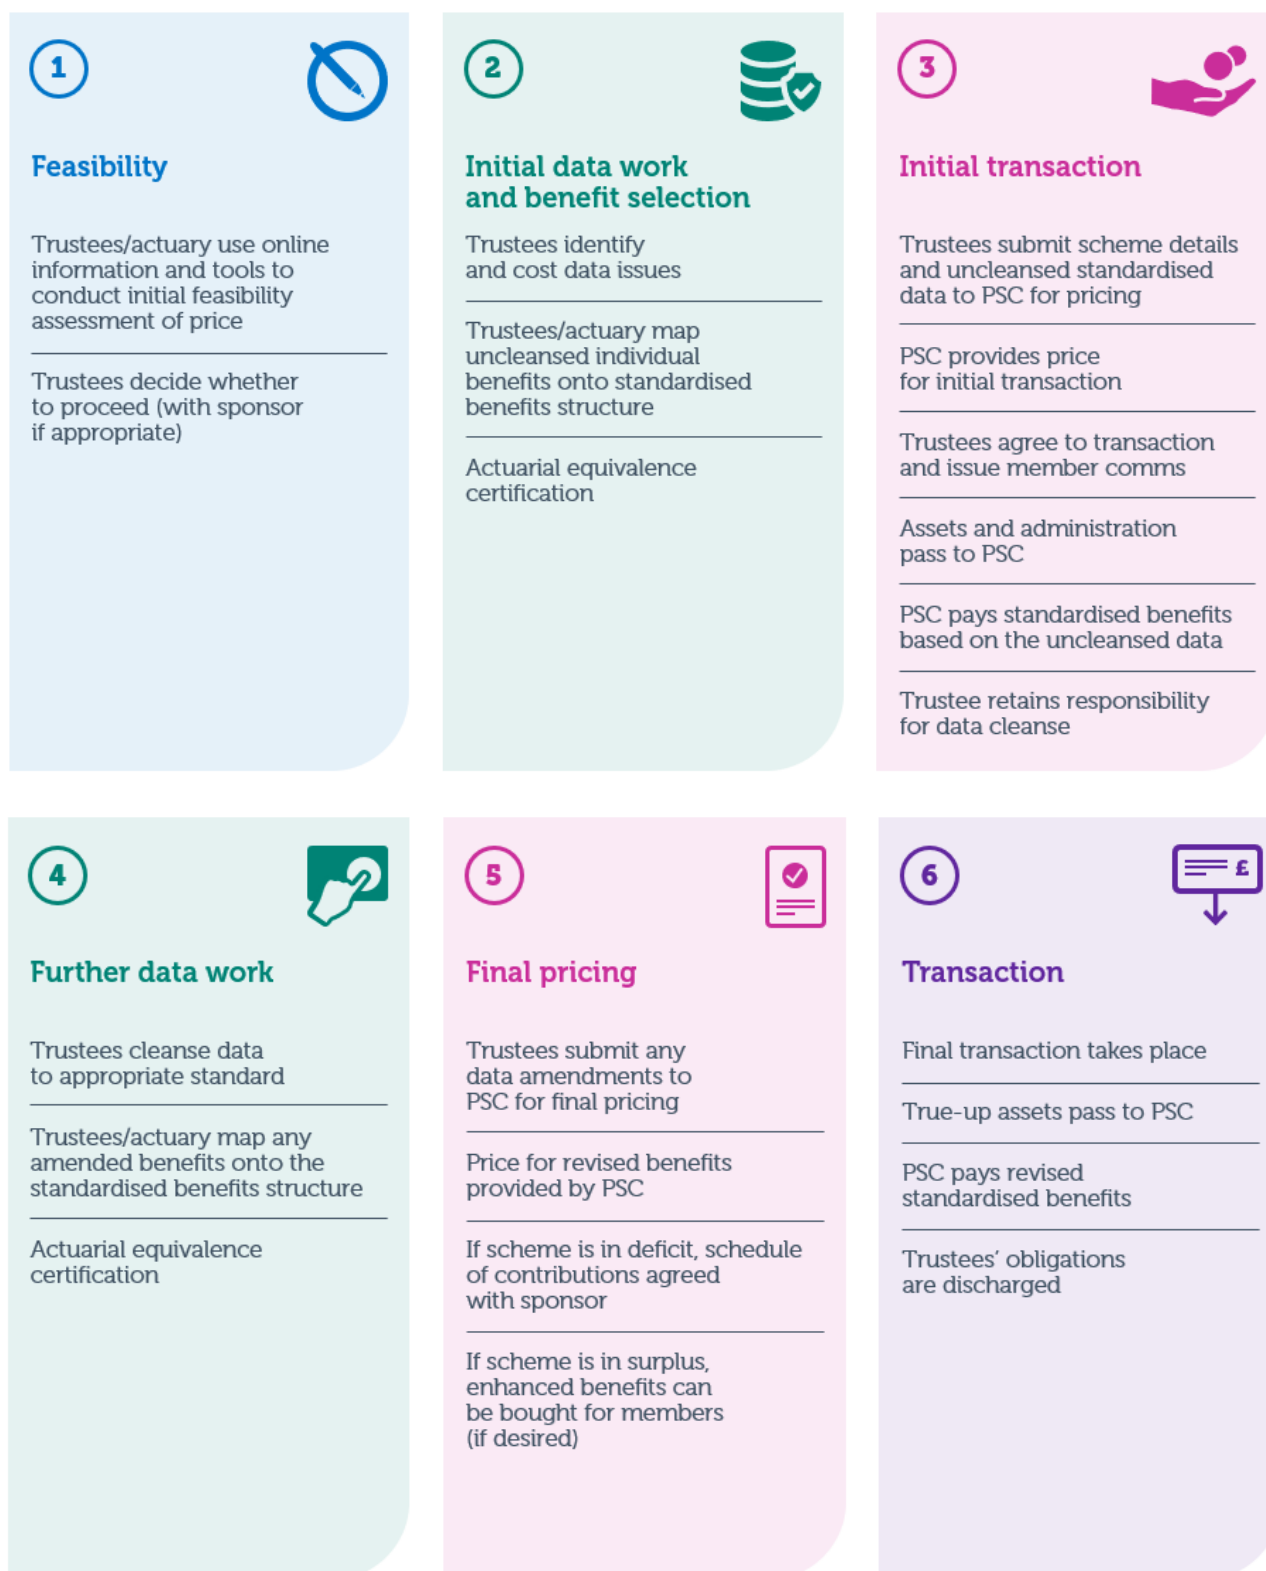 1
Feasibility
Trustees/actuary use online
information and tools to
conduct initial feasibility
assessment of price
Trustees decide whether
to proceed (with sponsor
if appropriate)
2
Initial data work
and benefit selection
Trustees identify
and cost data issues
Trustees/actuary map
uncleansed individual
benefits onto standardised
benefits structure
Actuarial equivalence
certification
3
Initial transaction
Trustees submit scheme details
and uncleansed standardised
data to PSC for pricing
PSC provides price
for initial transaction
Trustees agree to transaction
and issue member comms
Assets and administration
pass to PSC
PSC pays standardised benefits
based on the uncleansed data
Trustee retains responsibility
for data cleanse
4
Further data work
Trustees cleanse data
to appropriate standard
Trustees/actuary map any
amended benefits onto the
standardised benefits structure
Actuarial equivalence
certification
5
Final pricing
Trustees submit any
data amendments to
PSC for final pricing
Price for revised benefits
provided by PSC
If scheme is in deficit, schedule
of contributions agreed
with sponsor
If scheme is in surplus,
enhanced benefits can
be bought for members
(if desired)
6
£
Transaction
Final transaction takes place
True-up assets pass to PSC
PSC pays revised
standardised benefits
Trustees’ obligations
are discharged